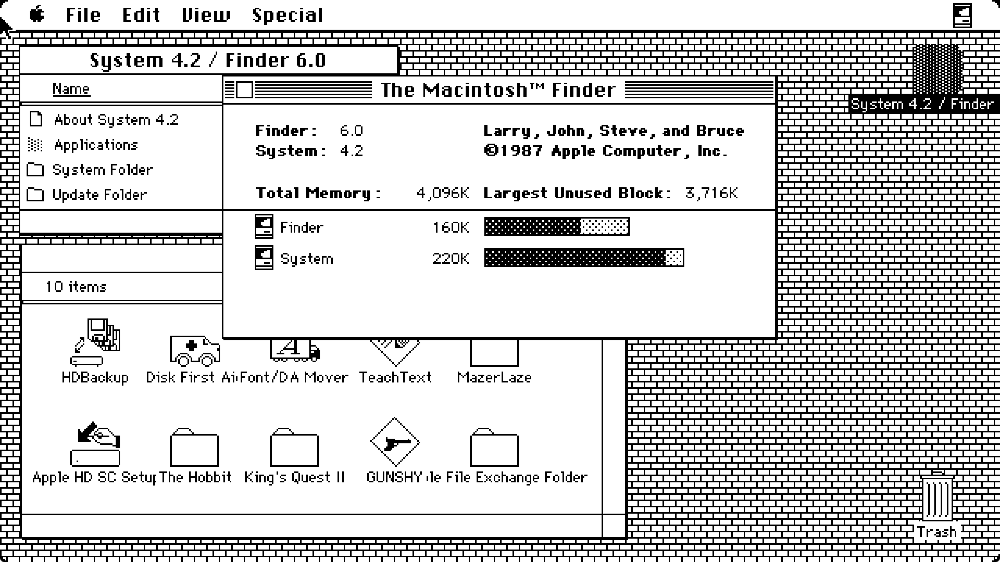 File Edit View Special
System 4.2 / Finder 6.0
Name
About System 4.2
Applications
System Folder
Update Folder
The Macintosh™ Finder
Finder: 6.0 Larry, John, Steve, and Bruce
System: 4.2 ©1987 Apple Computer, Inc.
Total Memory: 4,096K Largest Unused Block: 3,716K
Finder 160K
System 220K
System 4.2 / Finder
10 items
HDBackup Disk First Font/DA Mover TeachText MazerLaze
Apple HD SC Setup The Hobbit King's Quest II GUNSHY File Exchange Folder
Trash